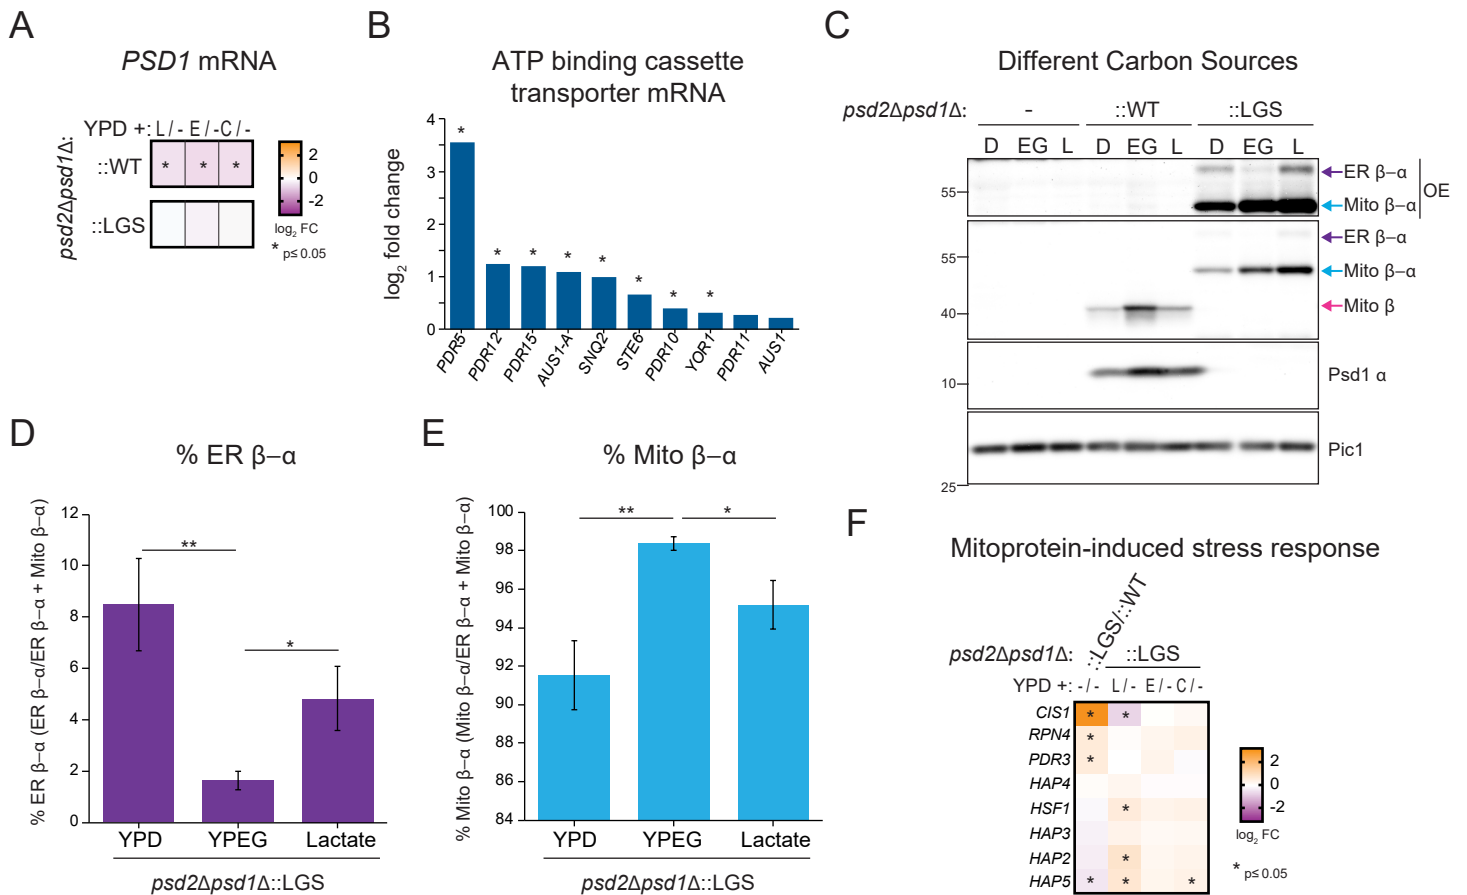 A
PSD1 mRNA
YPD +: L / - E / - C / -
psd2Δpsd1Δ:
::WT
* * *
::LGS
2
0
-2
log2 FC
* p≤ 0.05
B
ATP binding cassette
transporter mRNA
log2 fold change
4
3
2
1
0
* * * * * * * *
PDR5 PDR12 PDR15 AUS1-A SNQ2 STE6 PDR10 YOR1 PDR11 AUS1
C
Different Carbon Sources
psd2Δpsd1Δ: - ::WT ::LGS
D EG L D EG L D EG L
ER β–α
55
OE
Mito β–α
ER β–α
55
Mito β–α
Mito β
40
10
Psd1 α
Pic1
25
D
% ER β–α
% ER β–α (ER β–α/ER β–α + Mito β–α)
12
10
8
6
4
2
0
**
*
YPD YPEG Lactate
psd2Δpsd1Δ::LGS
E
% Mito β–α
% Mito β–α (Mito β–α/ER β–α + Mito β–α)
100
98
96
94
92
90
88
86
84
** *
YPD YPEG Lactate
psd2Δpsd1Δ::LGS
F
Mitoprotein-induced stress response
::LGS/::WT
psd2Δpsd1Δ: ::LGS
YPD +: - / - L / - E / - C / -
CIS1 * *
RPN4 *
PDR3 *
HAP4
HSF1 *
HAP3
HAP2 *
HAP5 * * *
2
0
-2
log2 FC
* p≤ 0.05